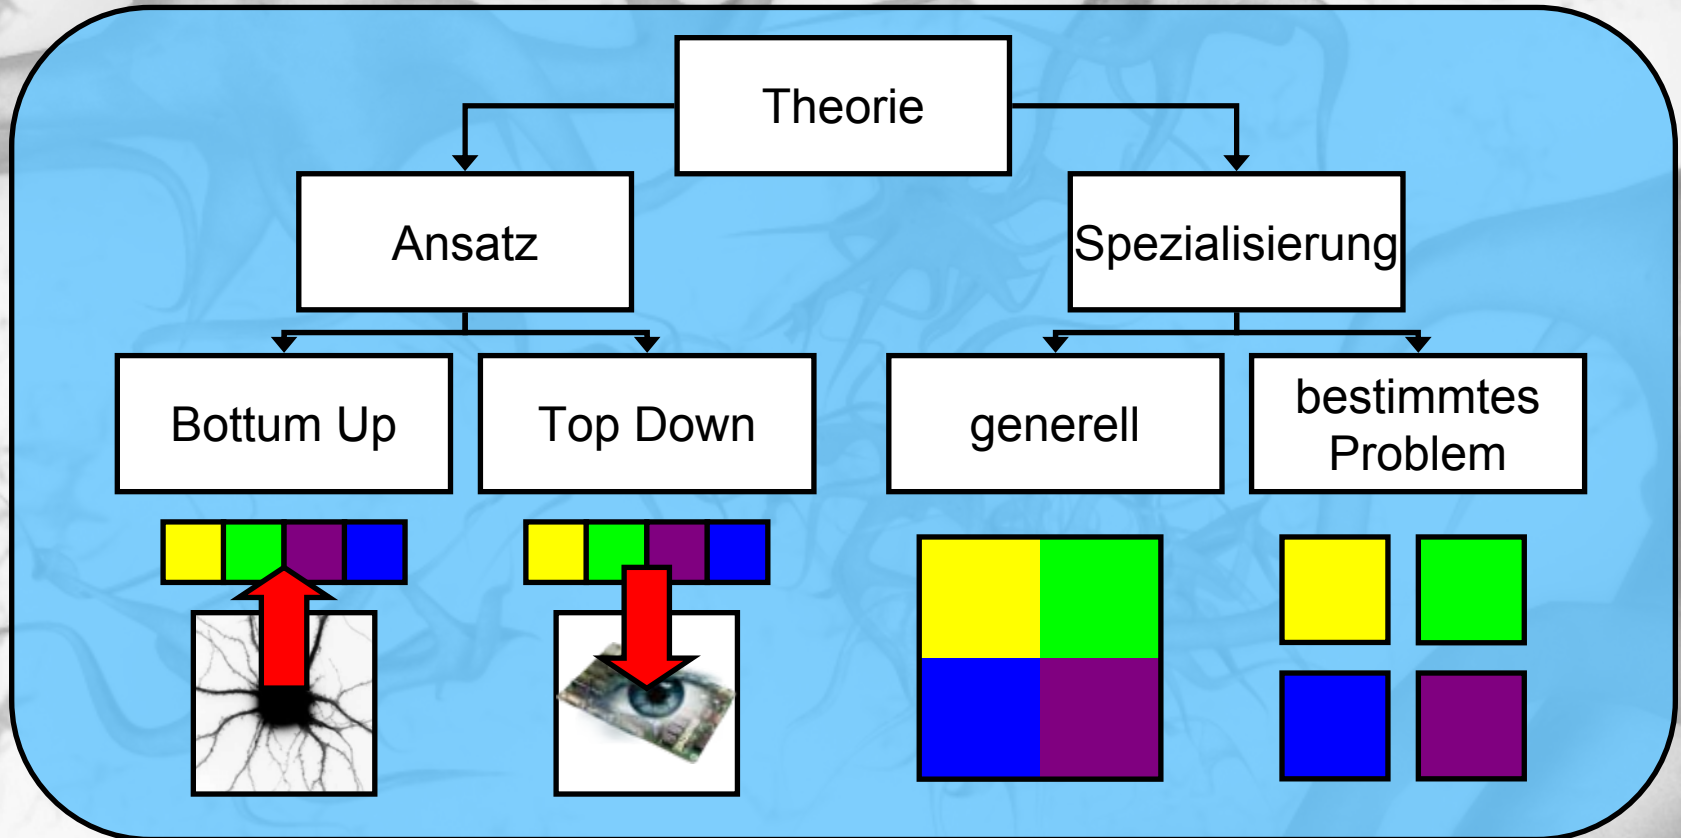 Theorie
Ansatz
Spezialisierung
Bottum Up
Top Down
generell
bestimmtes
Problem